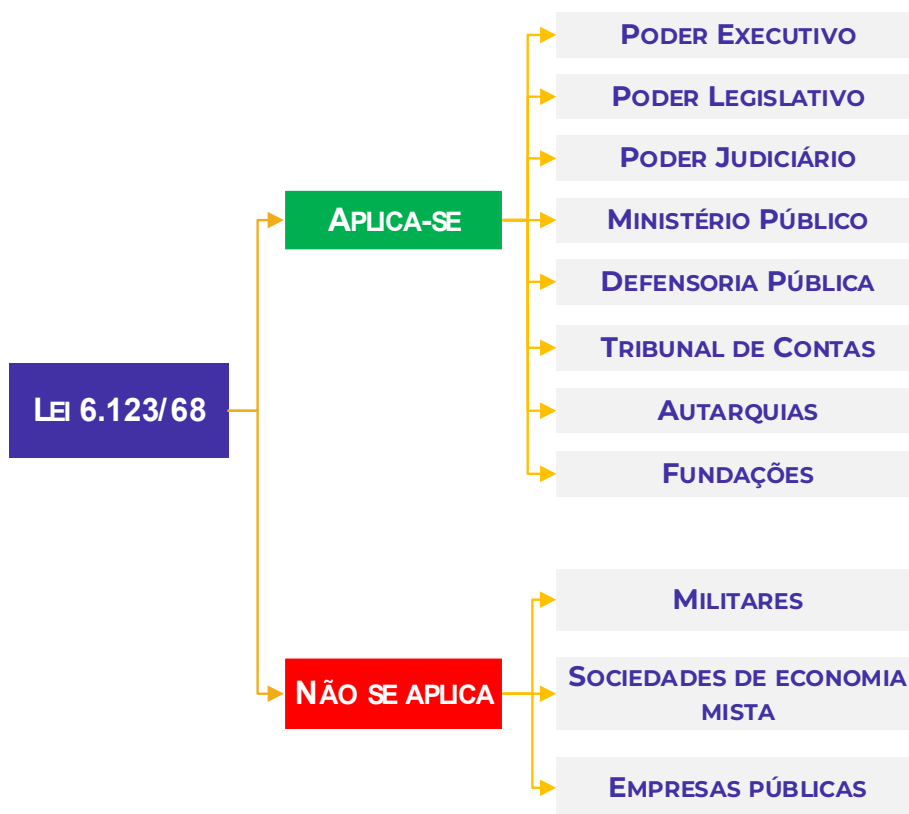 PODER EXECUTIVO
PODER LEGISLATIVO
PODER JUDICIÁRIO
APLICA-SE
MINISTÉRIO PÚBLICO
DEFENSORIA PÚBLICA
TRIBUNAL DE CONTAS
LEI 6.123/68
AUTARQUIAS
FUNDAÇÕES
MILITARES
NÃO SE APLICA
SOCIEDADES DE ECONOMIA
MISTA
EMPRESAS PÚBLICAS